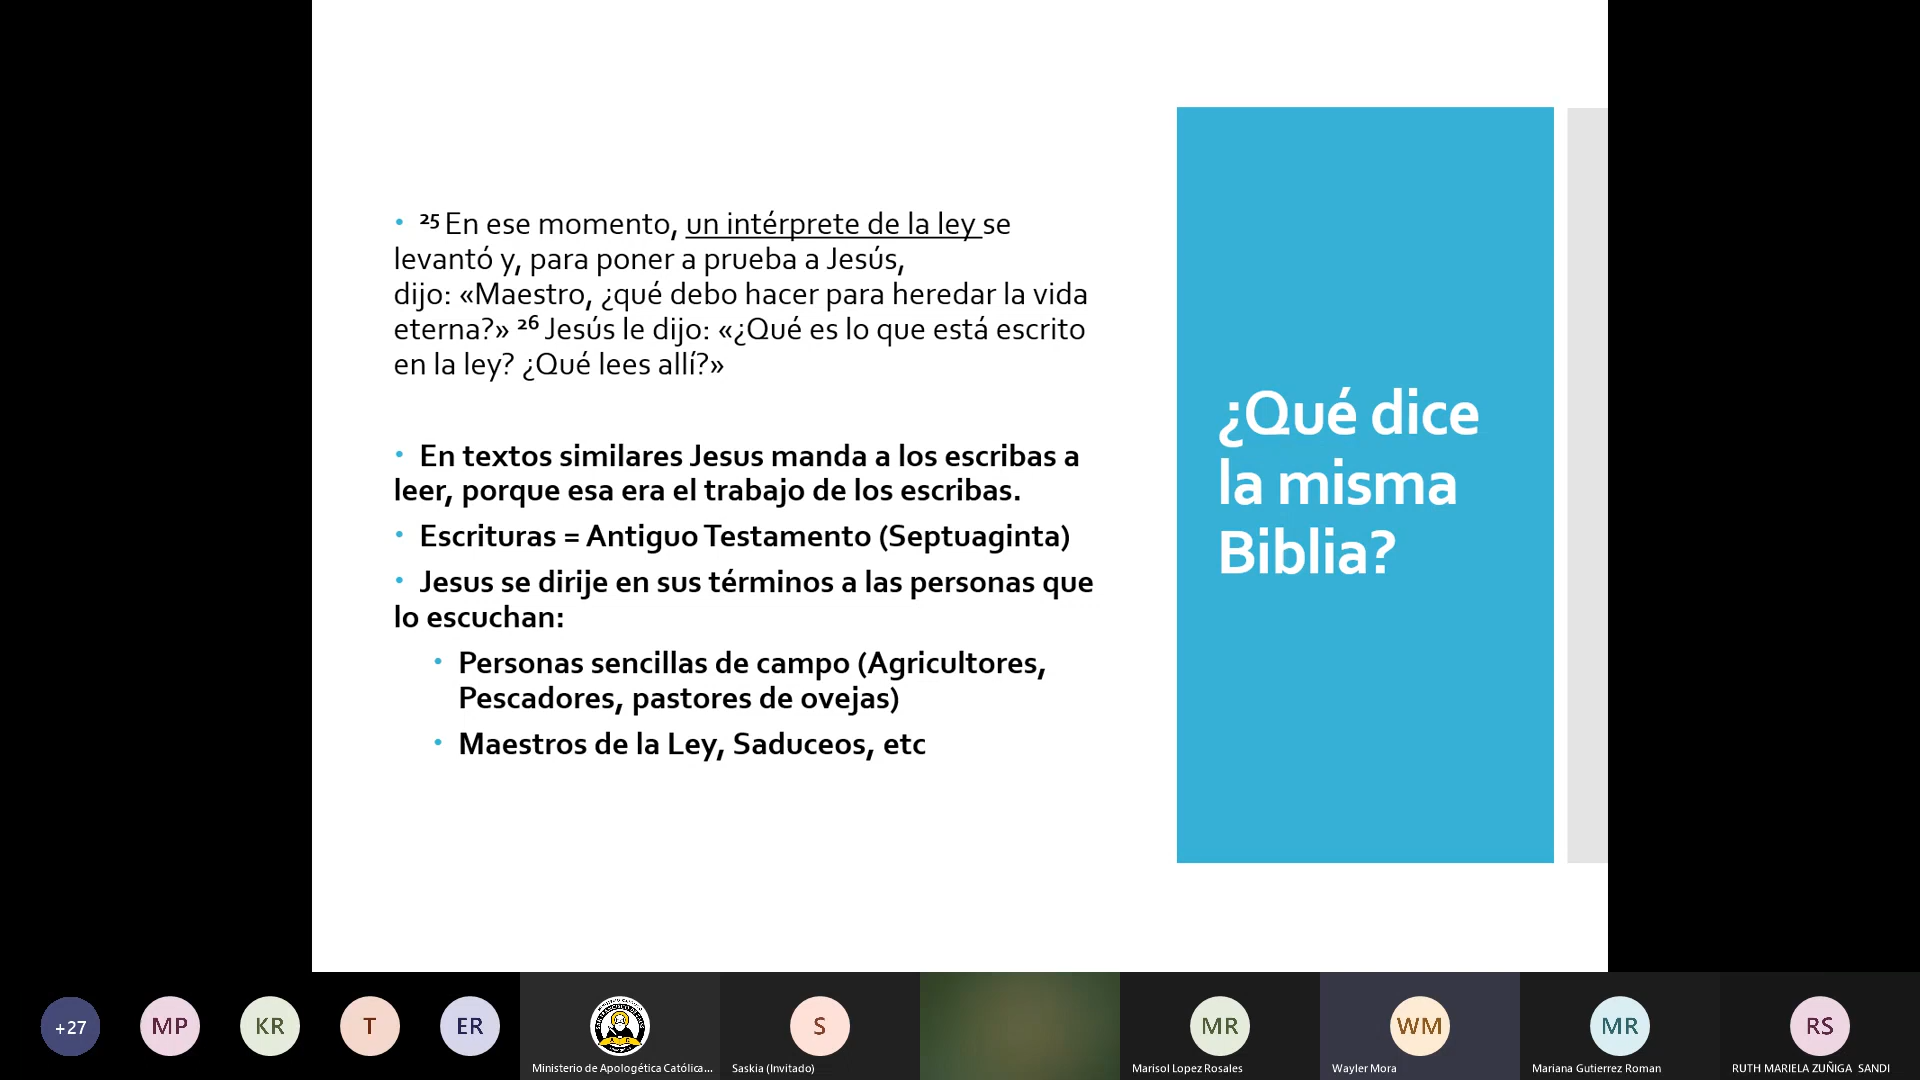 • ²⁵ En ese momento, un intérprete de la ley se
levantó y, para poner a prueba a Jesús,
dijo: «Maestro, ¿qué debo hacer para heredar la vida
eterna?» ²⁶ Jesús le dijo: «¿Qué es lo que está escrito
en la ley? ¿Qué lees allí?»
• En textos similares Jesus manda a los escribas a
leer, porque esa era el trabajo de los escribas.
• Escrituras = Antiguo Testamento (Septuaginta)
• Jesus se dirije en sus términos a las personas que
lo escuchan:
• Personas sencillas de campo (Agricultores,
Pescadores, pastores de ovejas)
• Maestros de la Ley, Saduceos, etc
¿Qué dice
la misma
Biblia?
+27
MP
KR
T
ER
Ministerio de Apologética Católica...
S
Saskia (Invitado)
MR
Marisol Lopez Rosales
WM
Wayler Mora
MR
Mariana Gutierrez Roman
RS
RUTH MARIELA ZUÑIGA SANDI